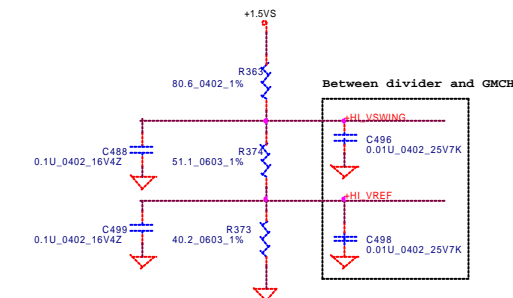 +1.5VS
R363
80.6_0402_1%
Between divider and GMCH
+HI_VSWING
C488
0.1U_0402_16V4Z
R374
51.1_0603_1%
C496
0.01U_0402_25V7K
+HI_VREF
C499
0.1U_0402_16V4Z
R373
40.2_0603_1%
C498
0.01U_0402_25V7K